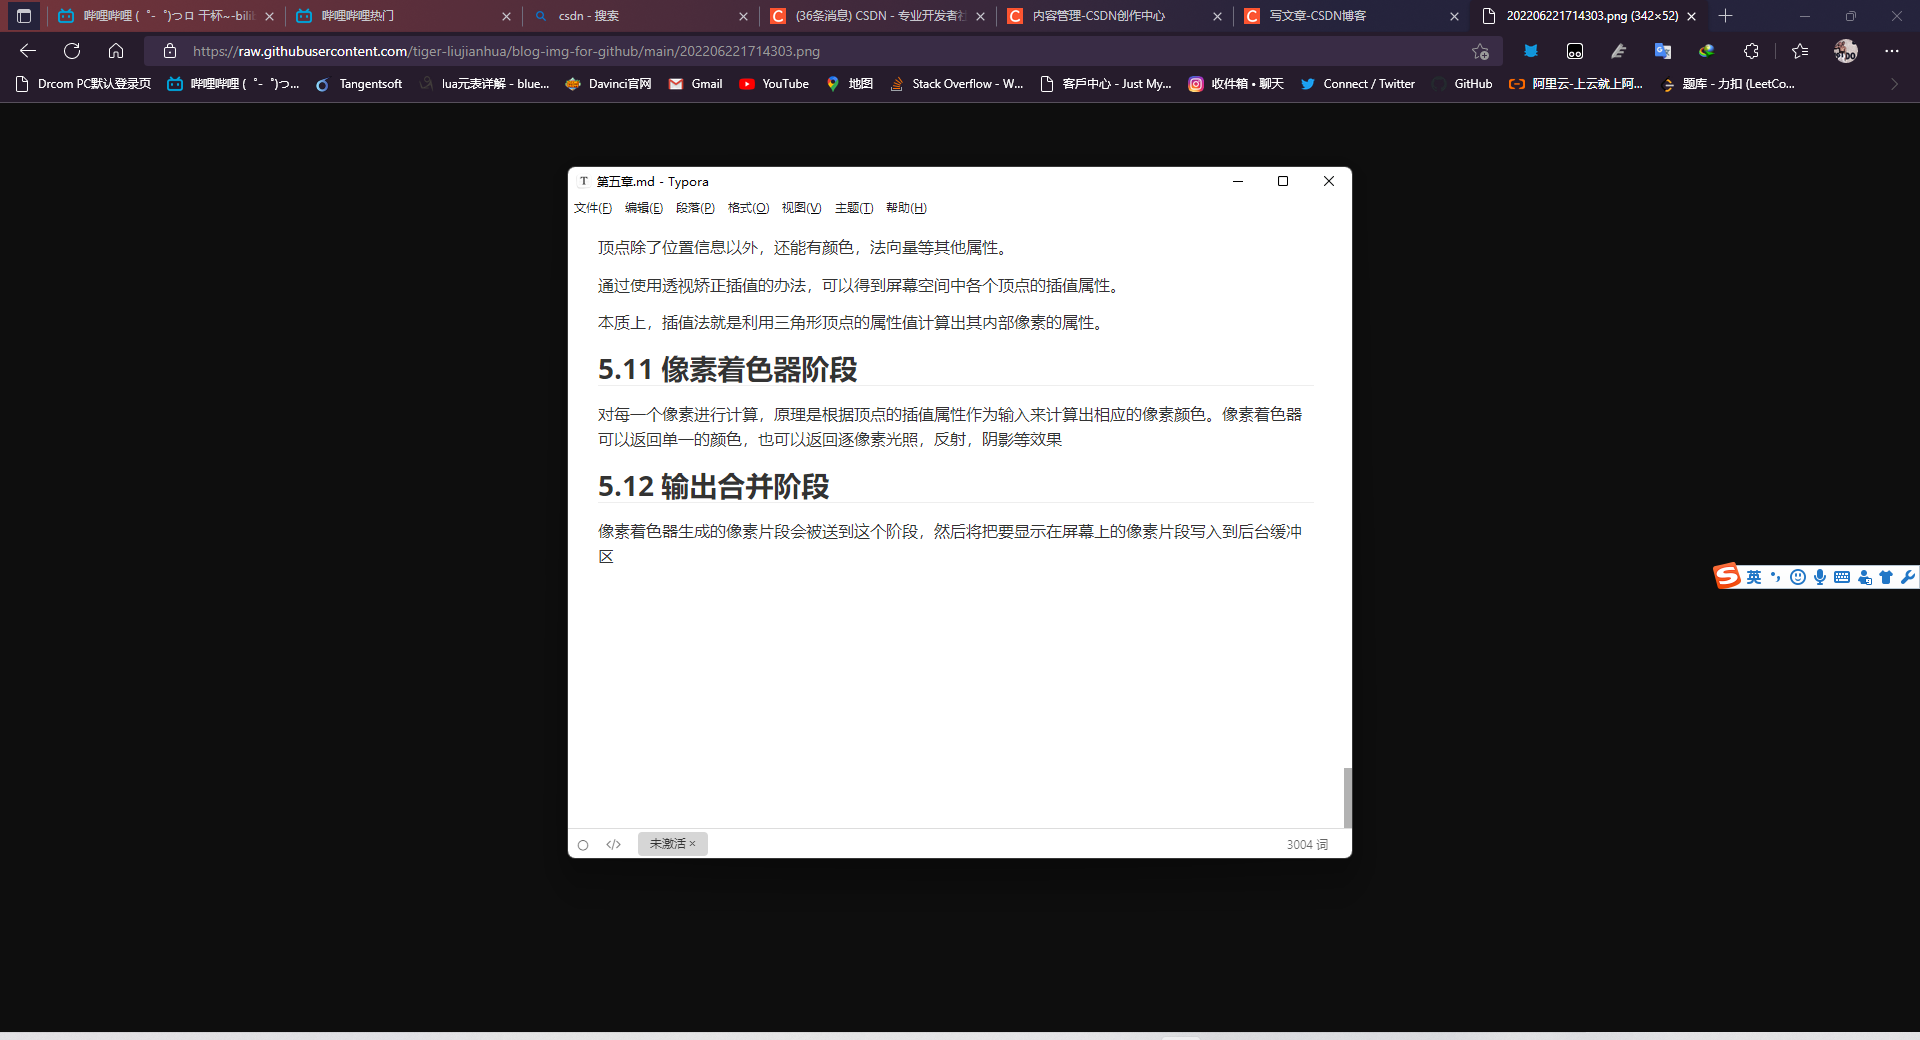 哔哩哔哩 (゜-゜)つロ 干杯~-bili
哔哩哔哩热门
csdn - 搜索
(36条消息) CSDN - 专业开发者社
内容管理-CSDN创作中心
写文章-CSDN博客
202206221714303.png (342×52)
https://raw.githubusercontent.com/tiger-liujianhua/blog-img-for-github/main/202206221714303.png
Drcom PC默认登录页
哔哩哔哩 (゜-゜)つ...
Tangentsoft
lua元表详解 - blue...
Davinci官网
Gmail
YouTube
地图
Stack Overflow - W...
客戶中心 - Just My...
收件箱 • 聊天
Connect / Twitter
GitHub
阿里云-上云就上阿...
题库 - 力扣 (LeetCo...
第五章.md - Typora
文件(F) 编辑(E) 段落(P) 格式(O) 视图(V) 主题(T) 帮助(H)
顶点除了位置信息以外，还能有颜色，法向量等其他属性。
通过使用透视矫正插值的办法，可以得到屏幕空间中各个顶点的插值属性。
本质上，插值法就是利用三角形顶点的属性值计算出其内部像素的属性。
5.11 像素着色器阶段
对每一个像素进行计算，原理是根据顶点的插值属性作为输入来计算出相应的像素颜色。像素着色器
可以返回单一的颜色，也可以返回逐像素光照，反射，阴影等效果
5.12 输出合并阶段
像素着色器生成的像素片段会被送到这个阶段，然后将把要显示在屏幕上的像素片段写入到后台缓冲
区
英
</>
未激活 ×
3004 词